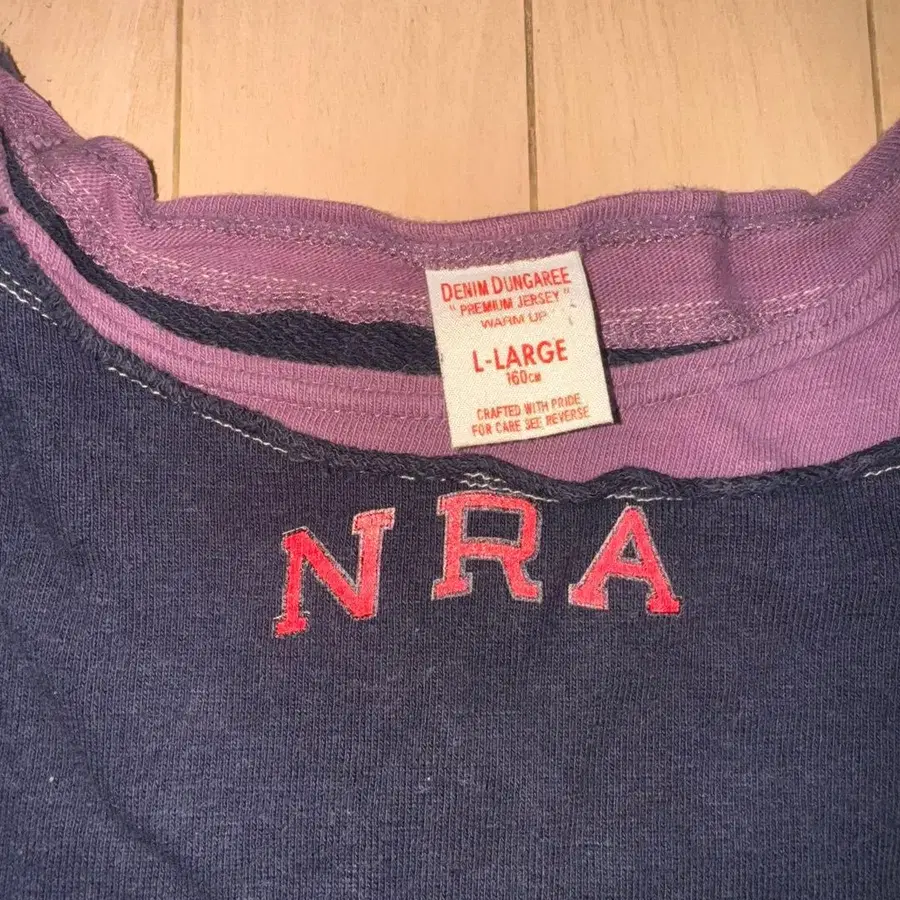 DENIM DUNGAREE
"PREMIUM JERSEY"
WARM UP
L-LARGE
160CM
CRAFTED WITH PRIDE
FOR CARE SEE REVERSE
NRA